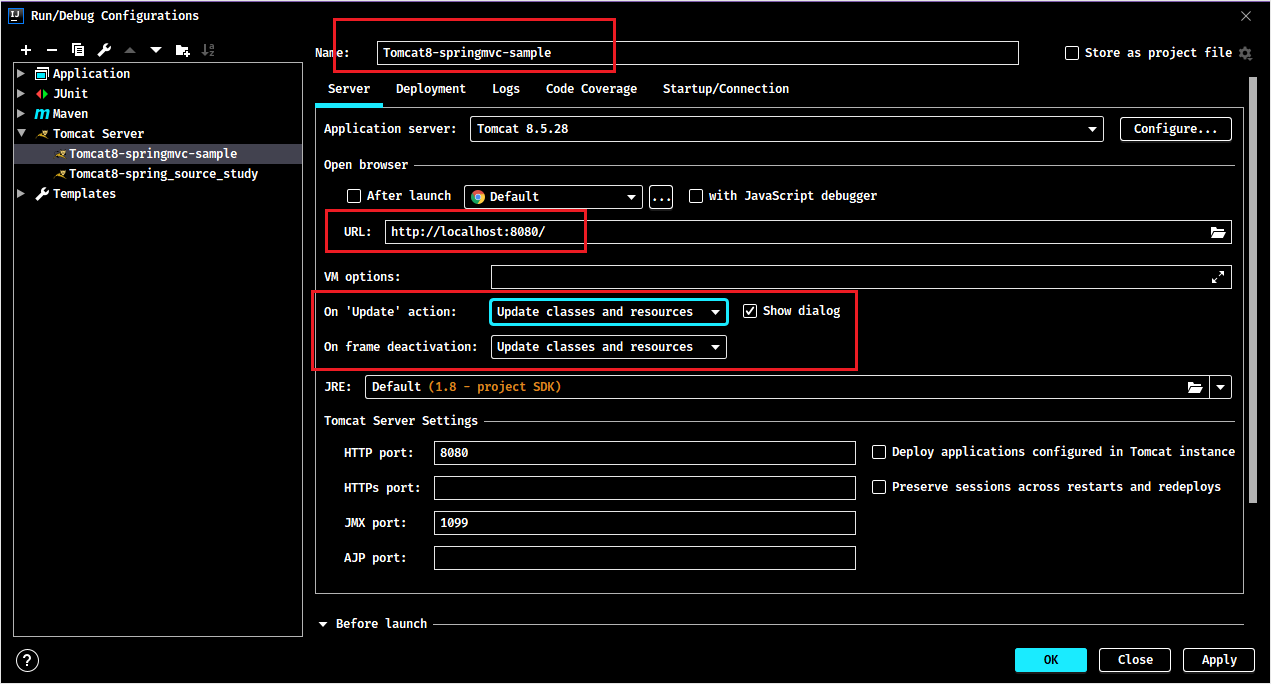 Run/Debug Configurations
Name: Tomcat8-springmvc-sample Store as project file
Application
JUnit
Maven
Tomcat Server
Tomcat8-springmvc-sample
Tomcat8-spring_source_study
Templates
Server Deployment Logs Code Coverage Startup/Connection
Application server: Tomcat 8.5.28 Configure...
Open browser
After launch Default ... with JavaScript debugger
URL: http://localhost:8080/
VM options:
On 'Update' action: Update classes and resources Show dialog
On frame deactivation: Update classes and resources
JRE: Default (1.8 - project SDK)
Tomcat Server Settings
HTTP port: 8080 Deploy applications configured in Tomcat instance
HTTPs port: Preserve sessions across restarts and redeploys
JMX port: 1099
AJP port:
Before launch
? OK Close Apply